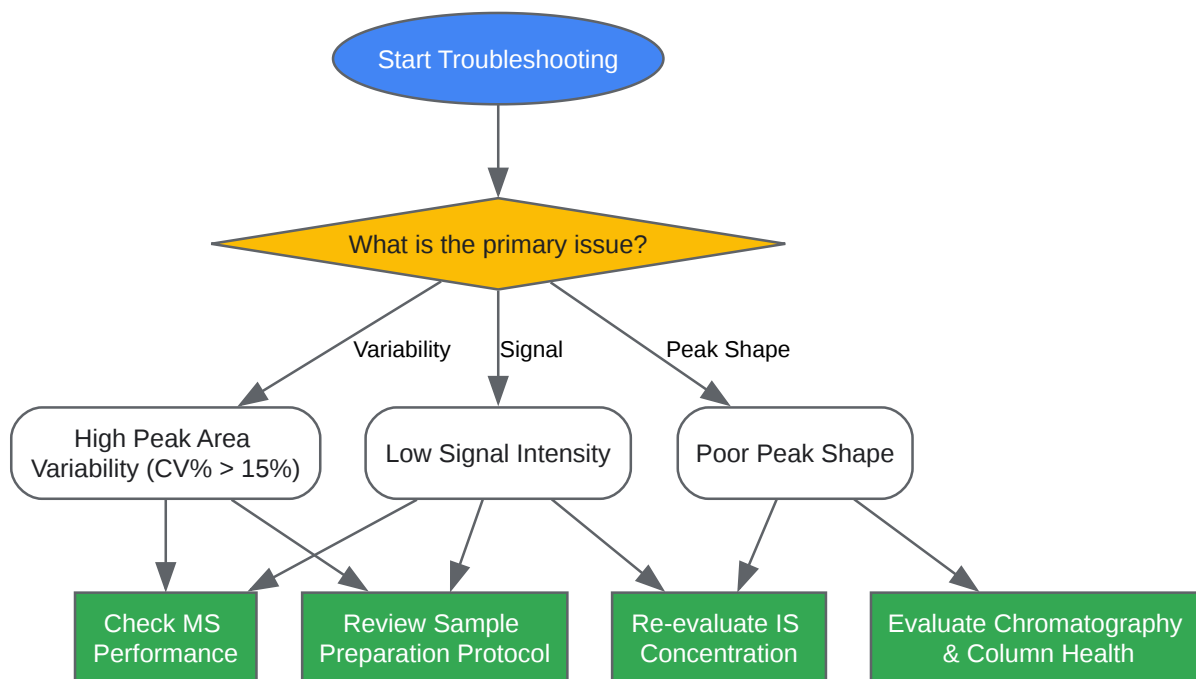 Start Troubleshooting
What is the primary issue?
Variability
Signal
Peak Shape
High Peak Area
Variability (CV% > 15%)
Low Signal Intensity
Poor Peak Shape
Check MS
Performance
Review Sample
Preparation Protocol
Re-evaluate IS
Concentration
Evaluate Chromatography
& Column Health